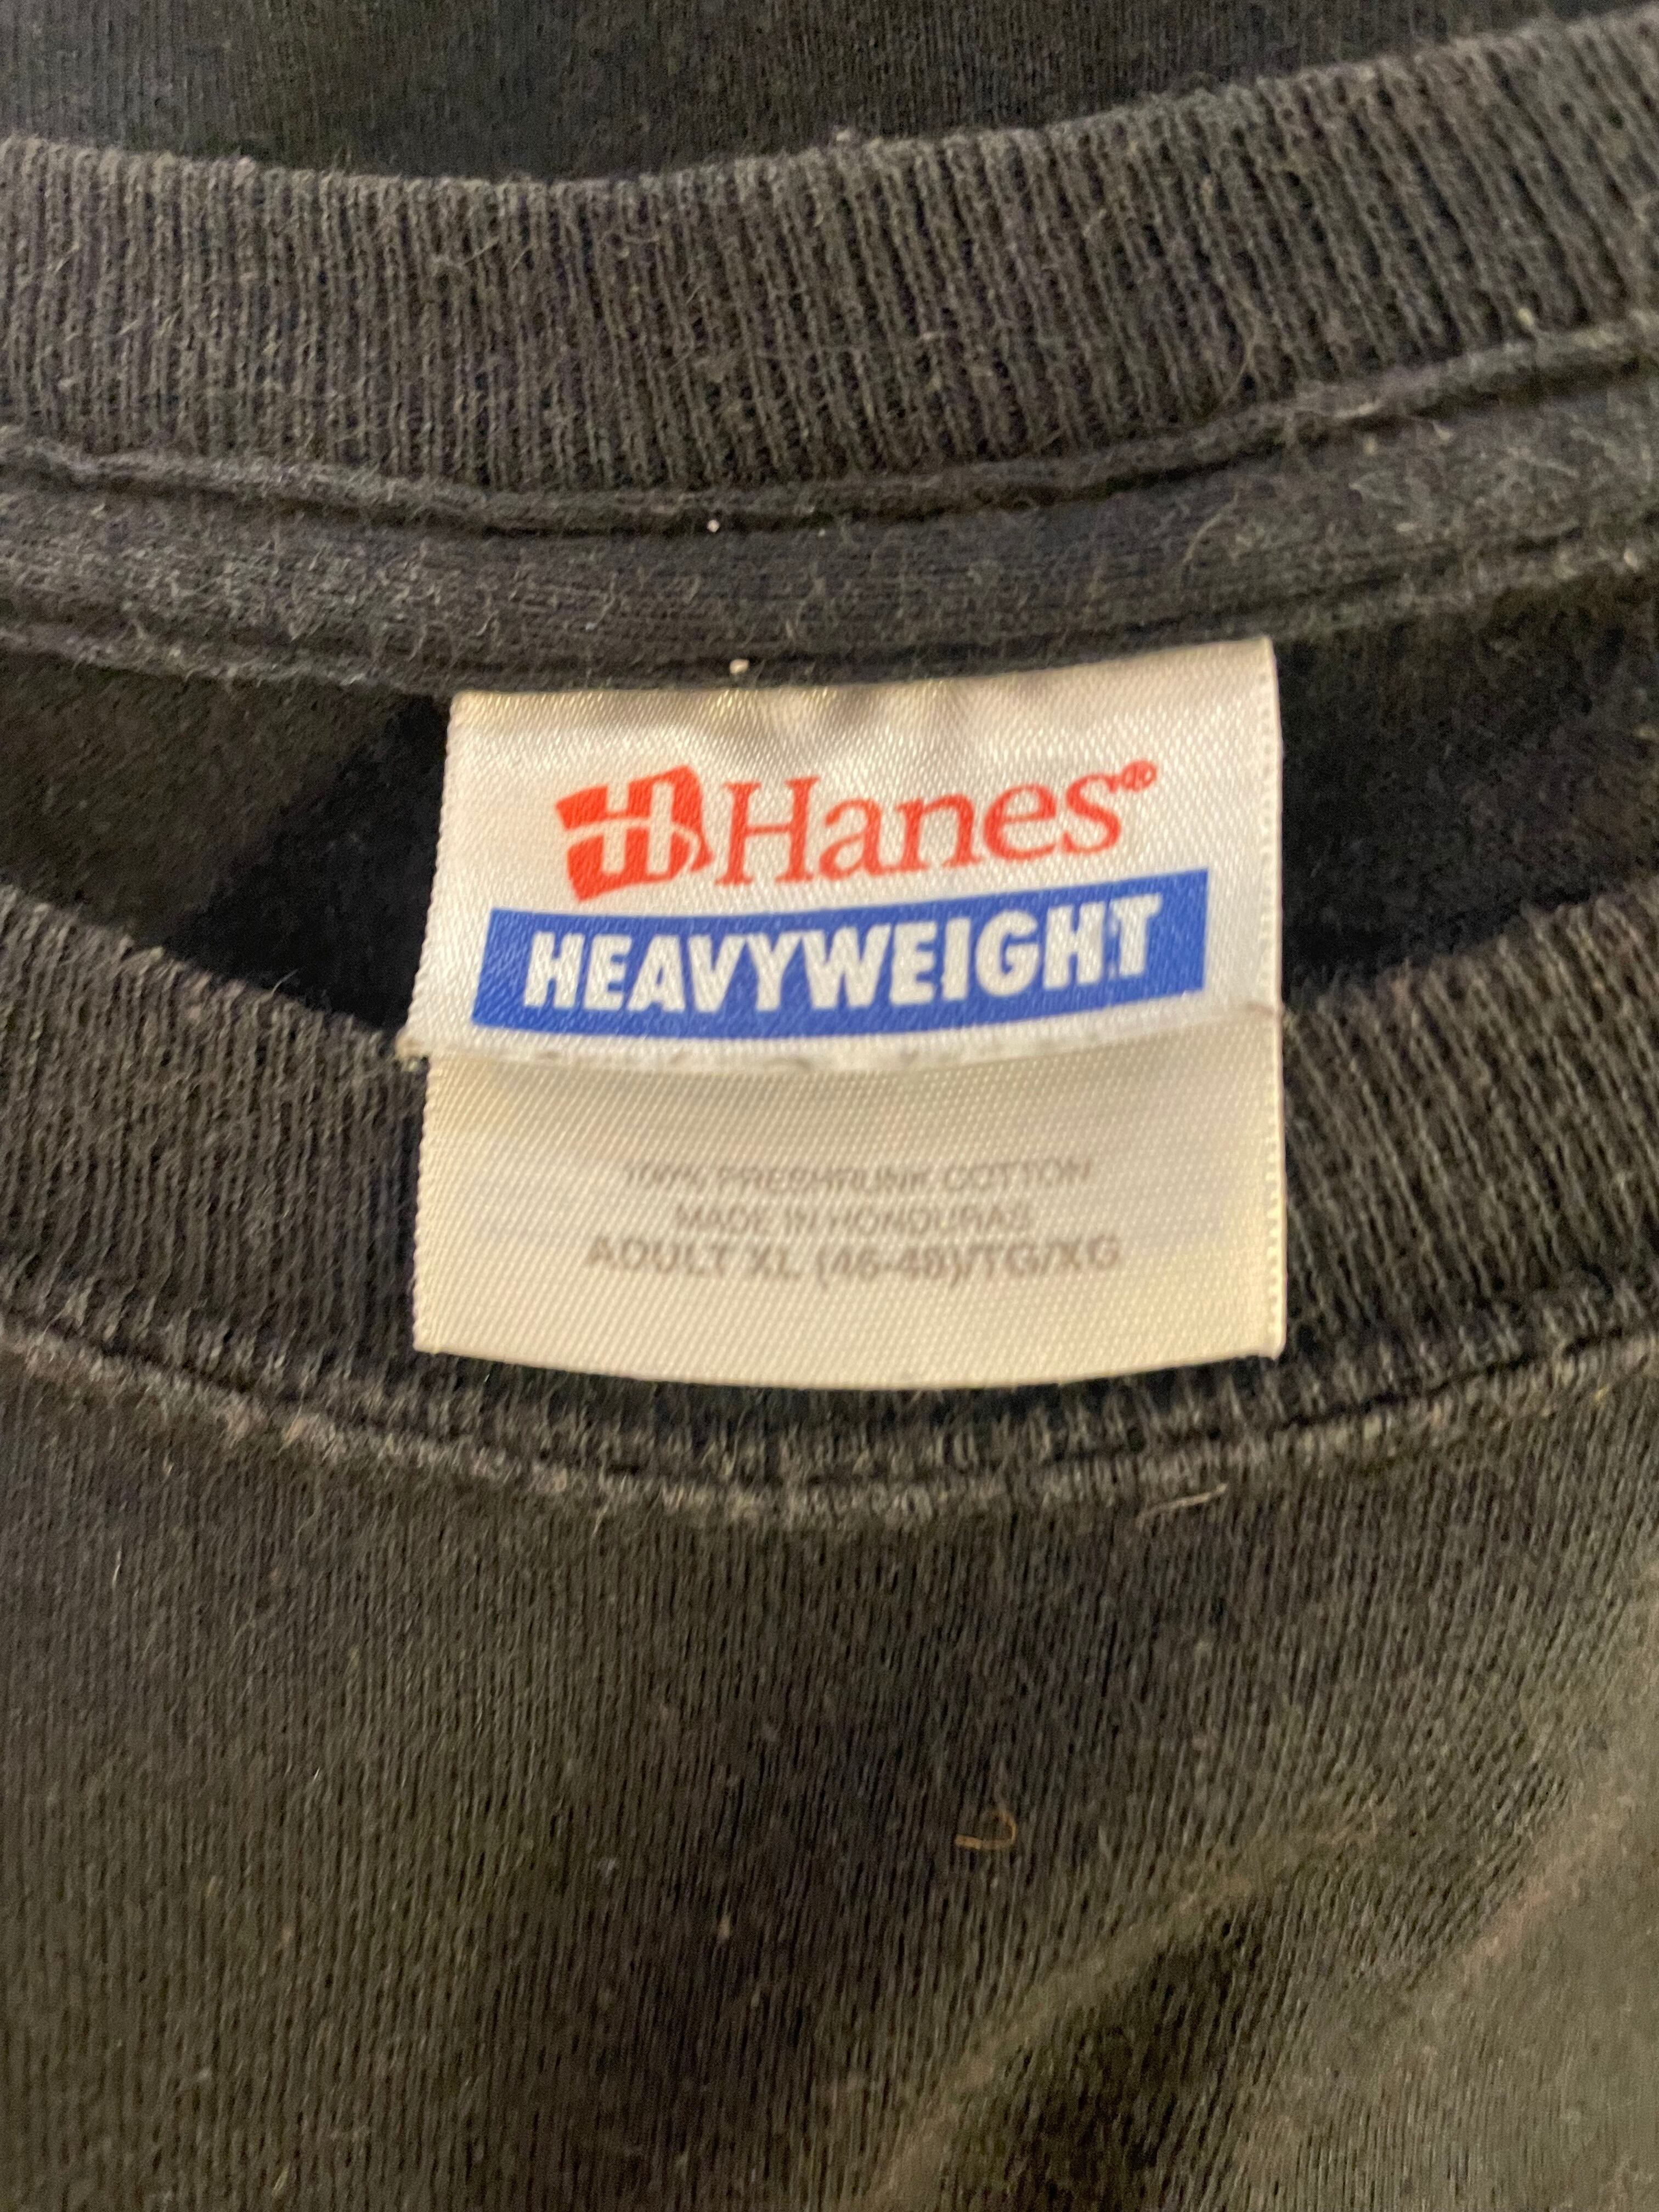 Hanes®
HEAVYWEIGHT
100% PRESHRUNK COTTON
MADE IN HONDURAS
ADULT XL (46-48)/TG/XG